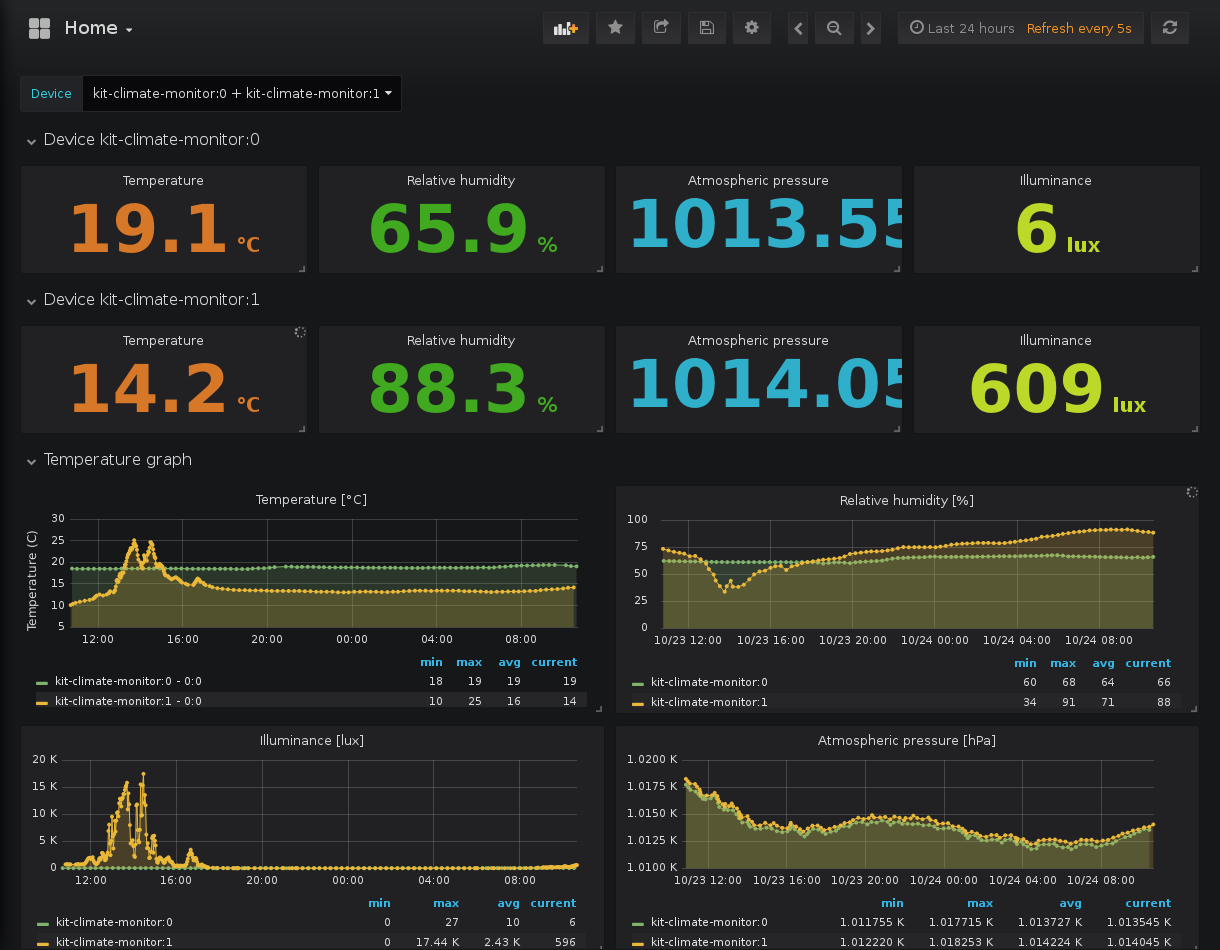 Home
Last 24 hours Refresh every 5s
Device kit-climate-monitor:0 + kit-climate-monitor:1
Device kit-climate-monitor:0
Temperature Relative humidity Atmospheric pressure Illuminance
19.1 °C 65.9 % 1013.55 6 lux
Device kit-climate-monitor:1
Temperature Relative humidity Atmospheric pressure Illuminance
14.2 °C 88.3 % 1014.05 609 lux
Temperature graph
Temperature [°C]
Temperature (C)
30
25
20
15
10
5
12:00 16:00 20:00 00:00 04:00 08:00
min max avg current
kit-climate-monitor:0 - 0:0 18 19 19 19
kit-climate-monitor:1 - 0:0 10 25 16 14
Relative humidity [%]
100
75
50
25
0
10/23 12:00 10/23 16:00 10/23 20:00 10/24 00:00 10/24 04:00 10/24 08:00
min max avg current
kit-climate-monitor:0 60 68 64 66
kit-climate-monitor:1 34 91 71 88
Illuminance [lux]
20 K
15 K
10 K
5 K
0
12:00 16:00 20:00 00:00 04:00 08:00
min max avg current
kit-climate-monitor:0 0 27 10 6
kit-climate-monitor:1 0 17.44 K 2.43 K 596
Atmospheric pressure [hPa]
1.0200 K
1.0175 K
1.0150 K
1.0125 K
1.0100 K
10/23 12:00 10/23 16:00 10/23 20:00 10/24 00:00 10/24 04:00 10/24 08:00
min max avg current
kit-climate-monitor:0 1.011755 K 1.017715 K 1.013727 K 1.013545 K
kit-climate-monitor:1 1.012220 K 1.018253 K 1.014224 K 1.014045 K